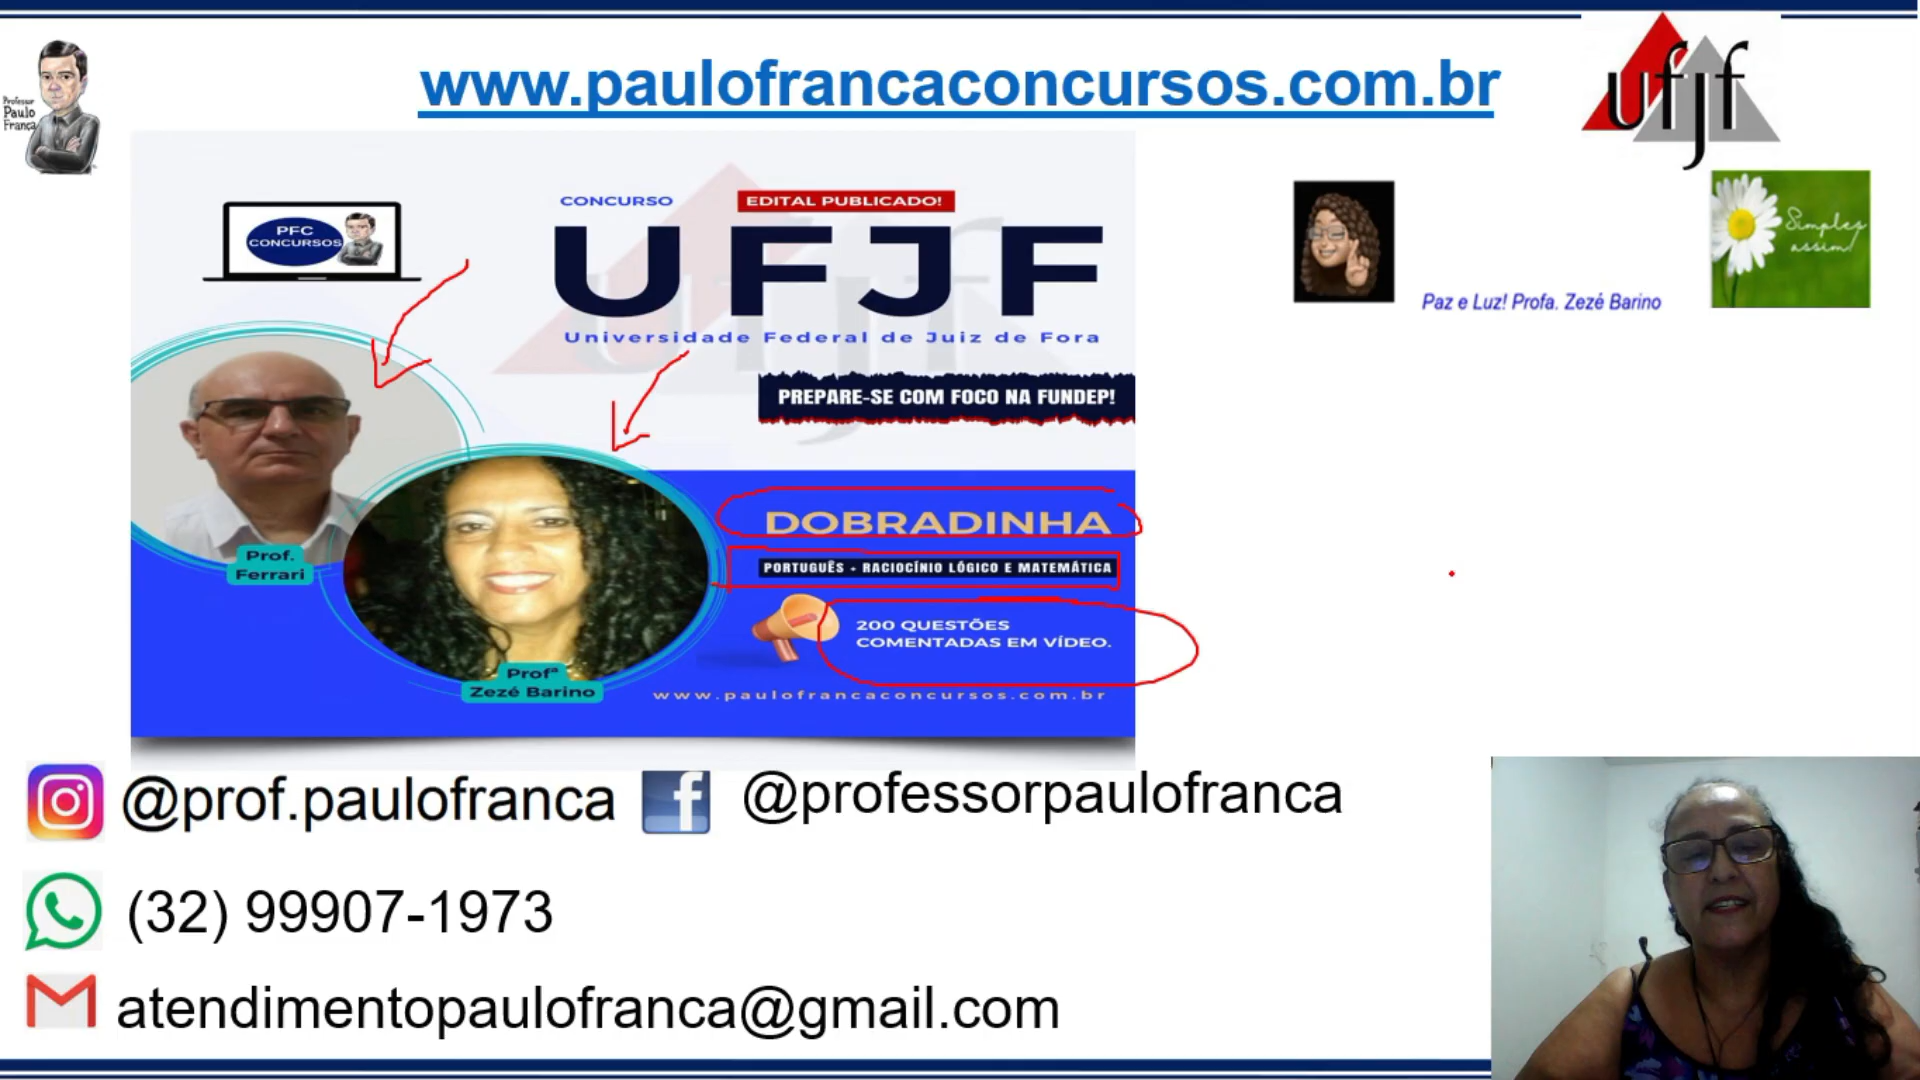 www.paulofrancaconcursos.com.br
Professor
Paulo
França
ufjf
PFC
CONCURSOS
CONCURSO
EDITAL PUBLICADO!
UFJF
Universidade Federal de Juiz de Fora
PREPARE-SE COM FOCO NA FUNDEP!
Simples
assim!
Paz e Luz! Profa. Zezé Barino
Prof.
Ferrari
DOBRADINHA
PORTUGUÊS - RACIOCÍNIO LÓGICO E MATEMÁTICA
200 QUESTÕES
COMENTADAS EM VÍDEO.
Profª
Zezé Barino
www.paulofrancaconcursos.com.br
@prof.paulofranca
@professorpaulofranca
(32) 99907-1973
atendimentopaulofranca@gmail.com